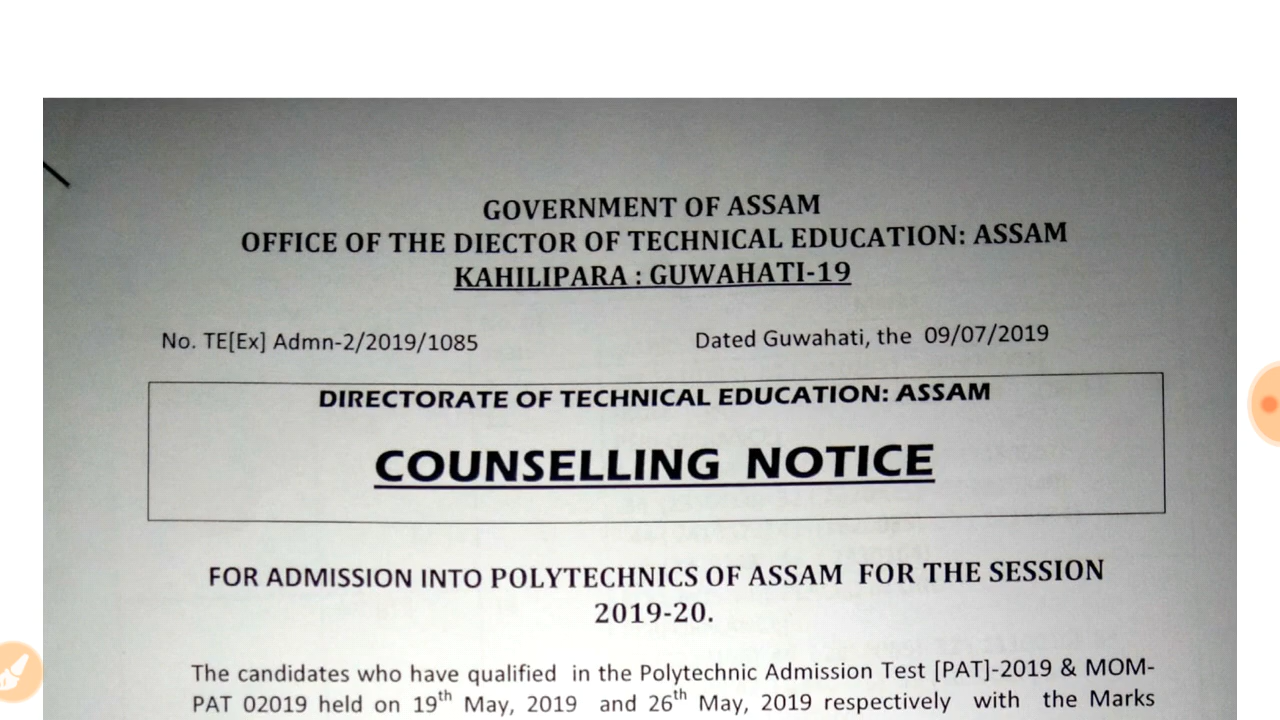 GOVERNMENT OF ASSAM
OFFICE OF THE DIECTOR OF TECHNICAL EDUCATION: ASSAM
KAHILIPARA : GUWAHATI-19
No. TE[Ex] Admn-2/2019/1085 Dated Guwahati, the 09/07/2019
DIRECTORATE OF TECHNICAL EDUCATION: ASSAM
COUNSELLING NOTICE
FOR ADMISSION INTO POLYTECHNICS OF ASSAM FOR THE SESSION
2019-20.
The candidates who have qualified in the Polytechnic Admission Test [PAT]-2019 & MOM-
PAT 02019 held on 19th May, 2019 and 26th May, 2019 respectively with the Marks